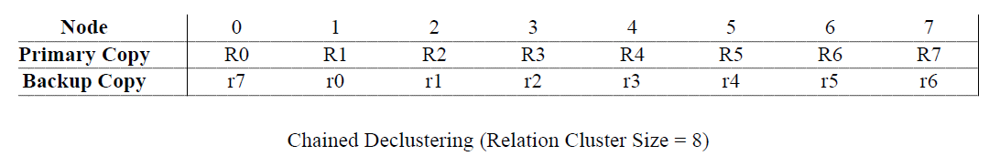 Node 0 1 2 3 4 5 6 7
Primary Copy R0 R1 R2 R3 R4 R5 R6 R7
Backup Copy r7 r0 r1 r2 r3 r4 r5 r6
Chained Declustering (Relation Cluster Size = 8)